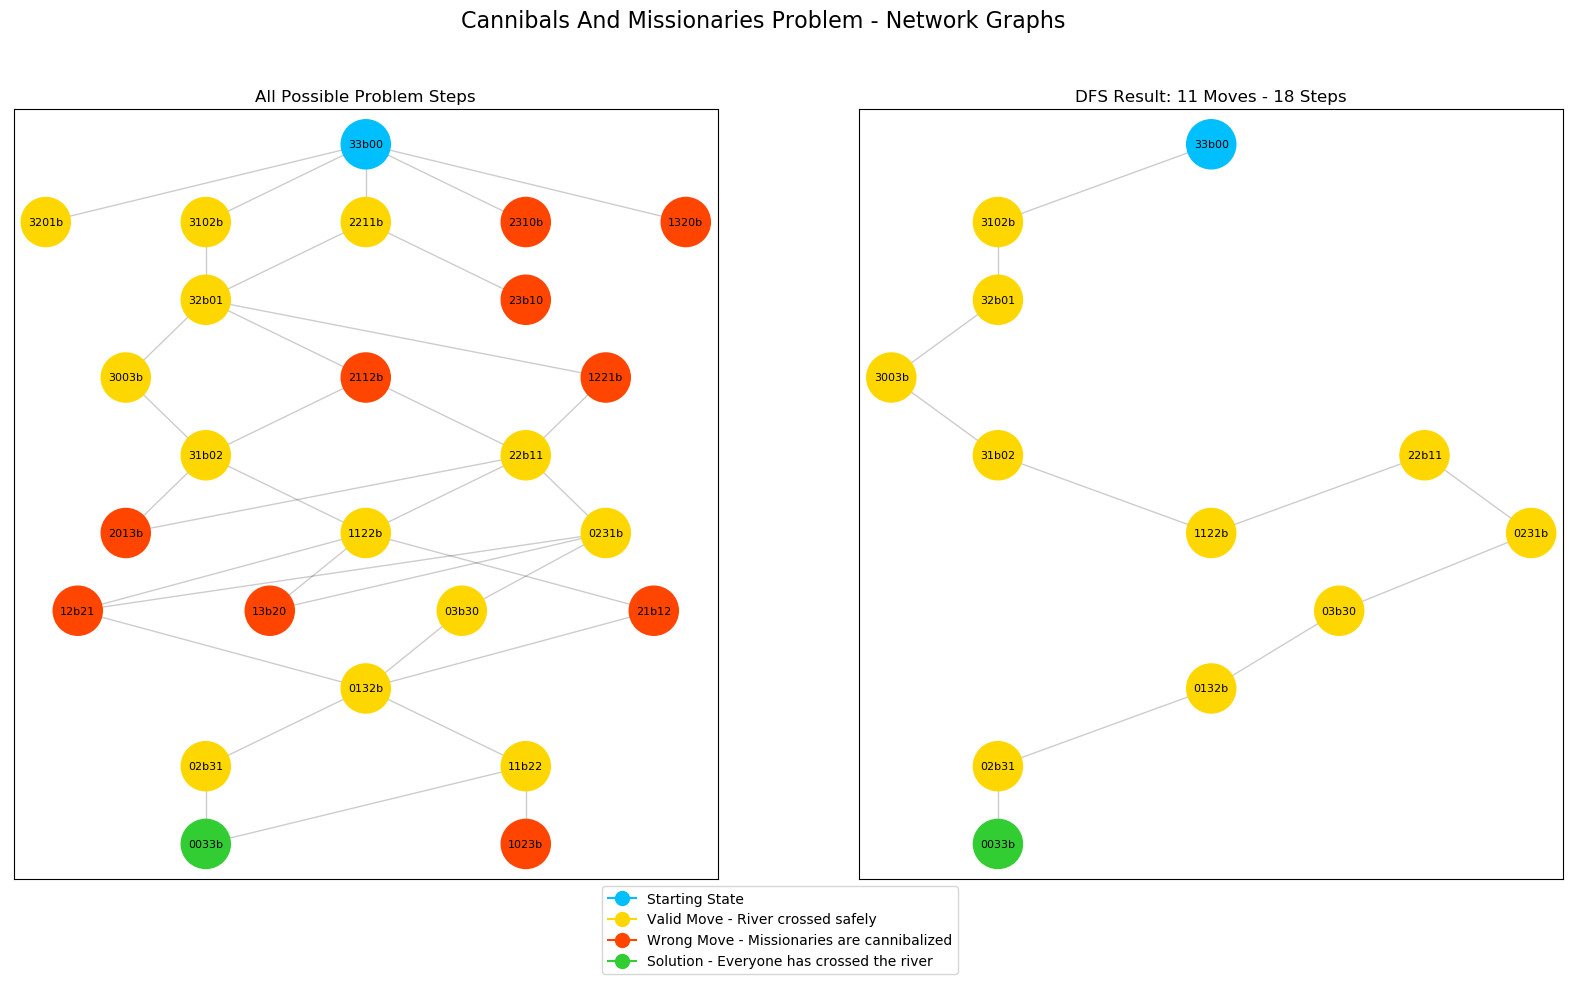 Cannibals And Missionaries Problem - Network Graphs
All Possible Problem Steps
33b00
3201b
3102b
2211b
2310b
1320b
32b01
23b10
3003b
2112b
1221b
31b02
22b11
2013b
1122b
0231b
12b21
13b20
03b30
21b12
0132b
02b31
11b22
0033b
1023b
DFS Result: 11 Moves - 18 Steps
33b00
3102b
32b01
3003b
31b02
22b11
1122b
0231b
03b30
0132b
02b31
0033b
Starting State
Valid Move - River crossed safely
Wrong Move - Missionaries are cannibalized
Solution - Everyone has crossed the river